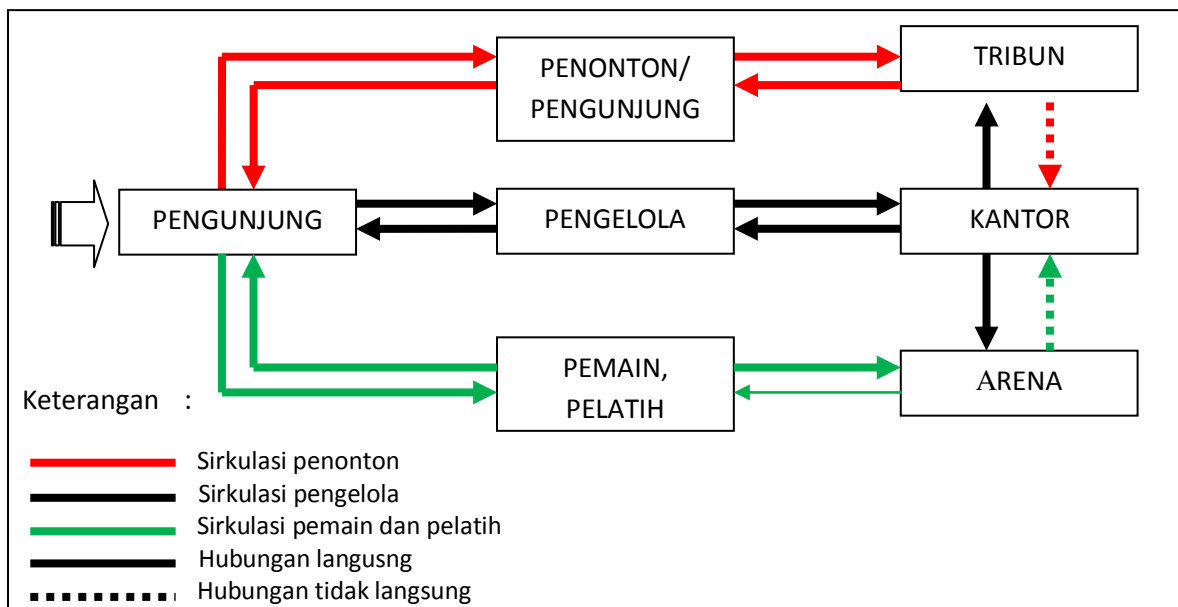 PENONTON/
PENGUNJUNG
TRIBUN
PENGUNJUNG
PENGELOLA
KANTOR
PEMAIN,
PELATIH
ARENA
Keterangan :
Sirkulasi penonton
Sirkulasi pengelola
Sirkulasi pemain dan pelatih
Hubungan langusng
Hubungan tidak langsung